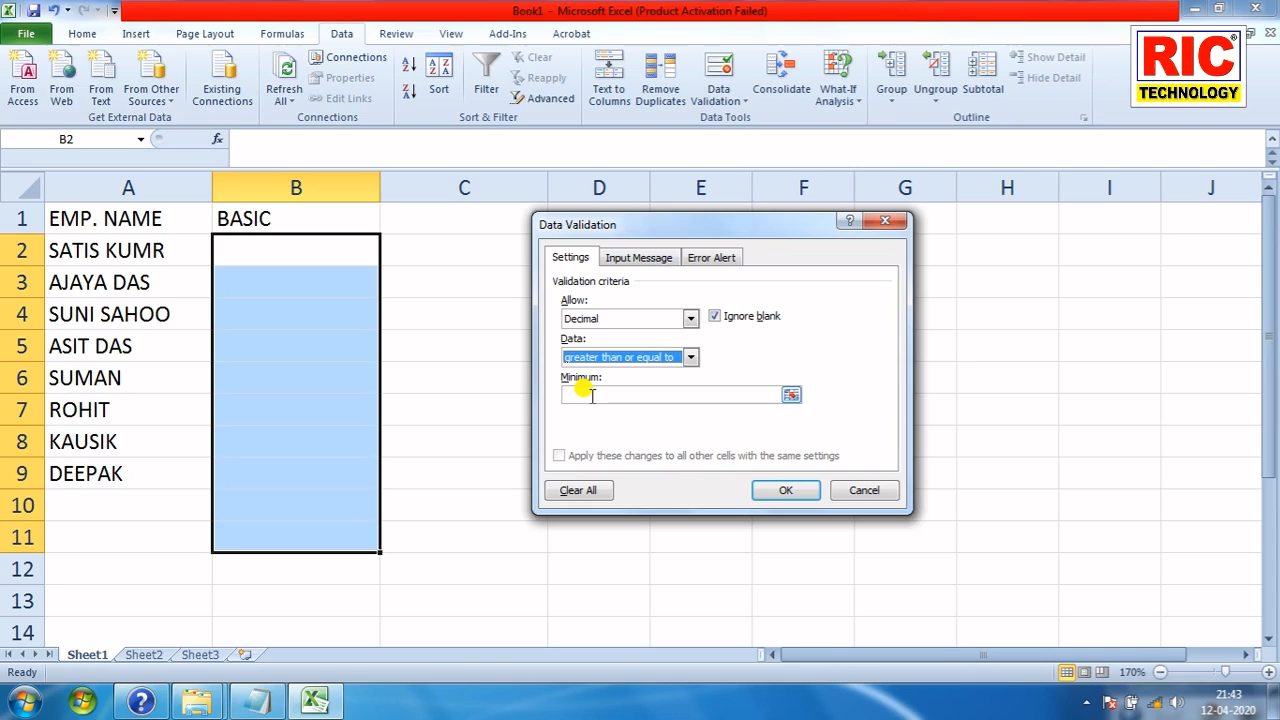 Book1 - Microsoft Excel (Product Activation Failed)
File Home Insert Page Layout Formulas Data Review View Add-Ins Acrobat
From Access
From Web
From Text
From Other Sources
Get External Data
Existing Connections
Refresh All
Connections
Properties
Edit Links
Connections
A Z
Z A
Sort
Filter
Clear
Reapply
Advanced
Sort & Filter
Text to Columns
Remove Duplicates
Data Validation
Consolidate
What-If Analysis
Data Tools
Group
Ungroup
Subtotal
Show Detail
Hide Detail
Outline
RIC®
TECHNOLOGY
B2 fx
A B C D E F G H I J
1 EMP. NAME BASIC
2 SATIS KUMR
3 AJAYA DAS
4 SUNI SAHOO
5 ASIT DAS
6 SUMAN
7 ROHIT
8 KAUSIK
9 DEEPAK
10
11
12
13
14
Data Validation
Settings Input Message Error Alert
Validation criteria
Allow:
Decimal Ignore blank
Data:
greater than or equal to
Minimum:
Apply these changes to all other cells with the same settings
Clear All OK Cancel
Sheet1 Sheet2 Sheet3
Ready 170%
21:43
12-04-2020